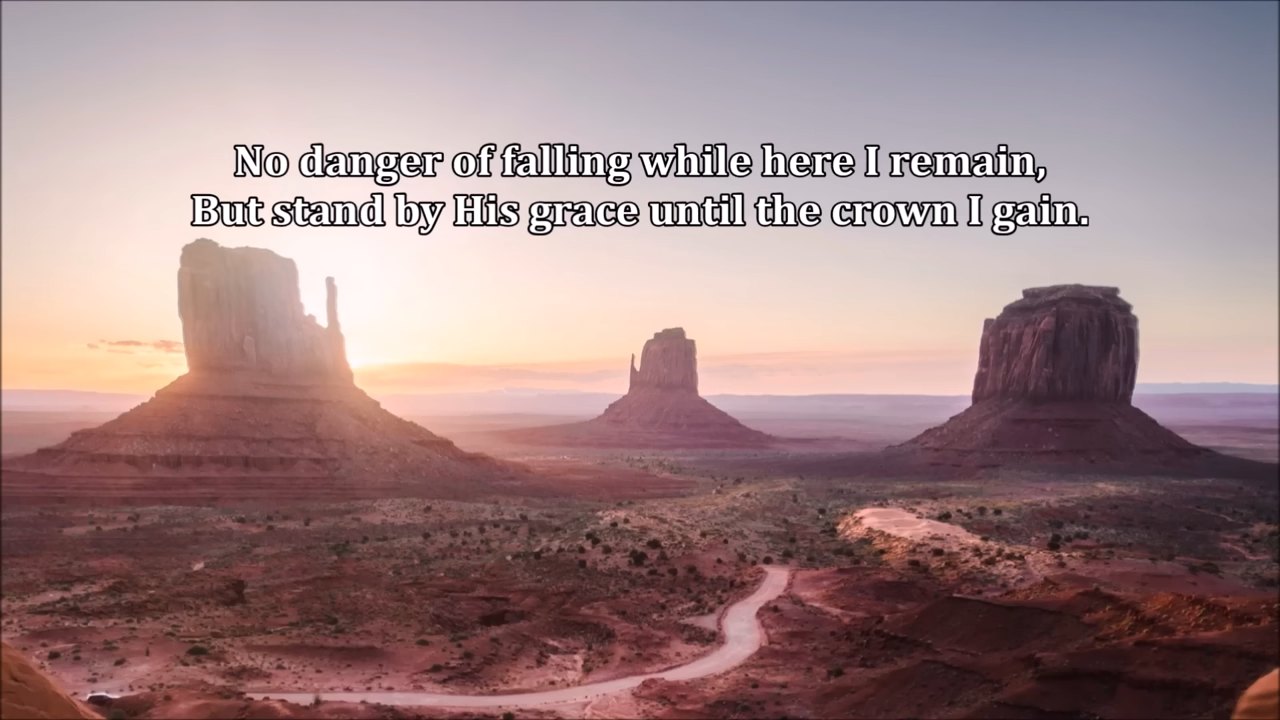 No danger of falling while here I remain,
But stand by His grace until the crown I gain.